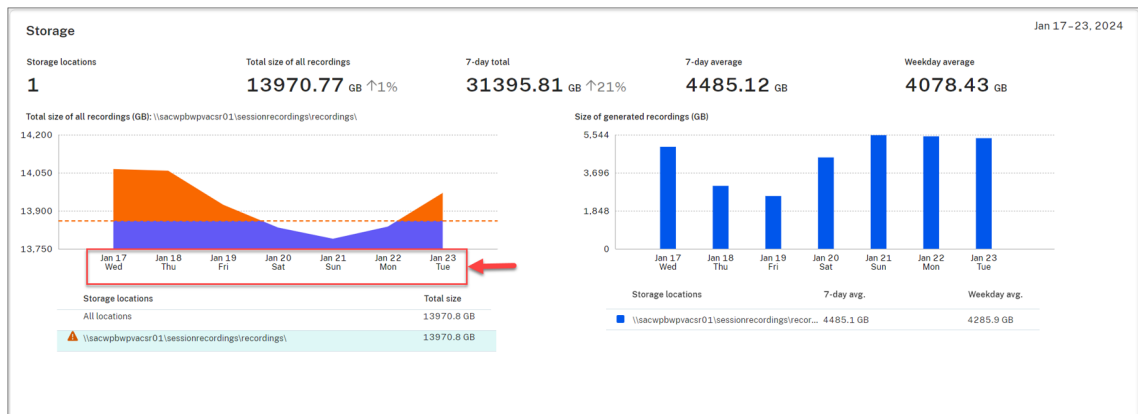 Storage
Jan 17–23, 2024
Storage locations
1
Total size of all recordings
13970.77 GB ↑1%
7-day total
31395.81 GB ↑21%
7-day average
4485.12 GB
Weekday average
4078.43 GB
Total size of all recordings (GB): \\sacwpbwpvacsr01\sessionrecordings\recordings\
14,200
14,050
13,900
13,750
Jan 17 Jan 18 Jan 19 Jan 20 Jan 21 Jan 22 Jan 23
Wed Thu Fri Sat Sun Mon Tue
Storage locations Total size
All locations 13970.8 GB
\\sacwpbwpvacsr01\sessionrecordings\recordings\ 13970.8 GB
Size of generated recordings (GB)
5,544
3,696
1,848
0
Jan 17 Jan 18 Jan 19 Jan 20 Jan 21 Jan 22 Jan 23
Wed Thu Fri Sat Sun Mon Tue
Storage locations 7-day avg. Weekday avg.
\\sacwpbwpvacsr01\sessionrecordings\recor... 4485.1 GB 4285.9 GB